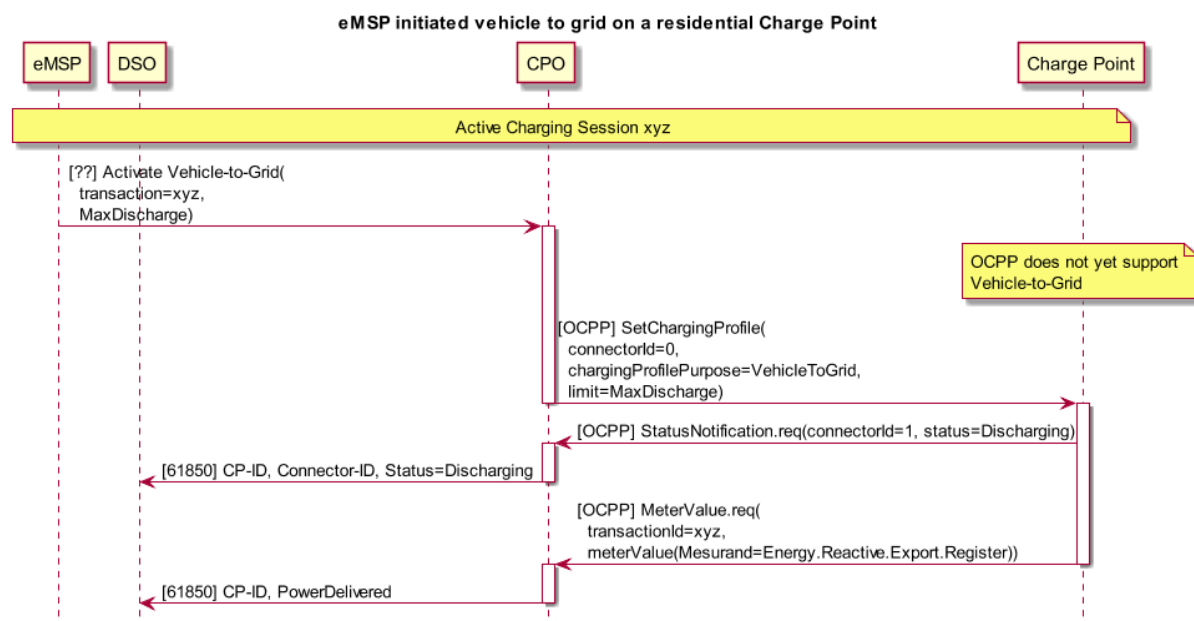 eMSP initiated vehicle to grid on a residential Charge Point
eMSP
DSO
CPO
Charge Point
Active Charging Session xyz
[??] Activate Vehicle-to-Grid(
transaction=xyz,
MaxDischarge)
OCPP does not yet support
Vehicle-to-Grid
[OCPP] SetChargingProfile(
connectorId=0,
chargingProfilePurpose=VehicleToGrid,
limit=MaxDischarge)
[OCPP] StatusNotification.req(connectorId=1, status=Discharging)
[61850] CP-ID, Connector-ID, Status=Discharging
[OCPP] MeterValue.req(
transactionId=xyz,
meterValue(Mesurand=Energy.Reactive.Export.Register))
[61850] CP-ID, PowerDelivered